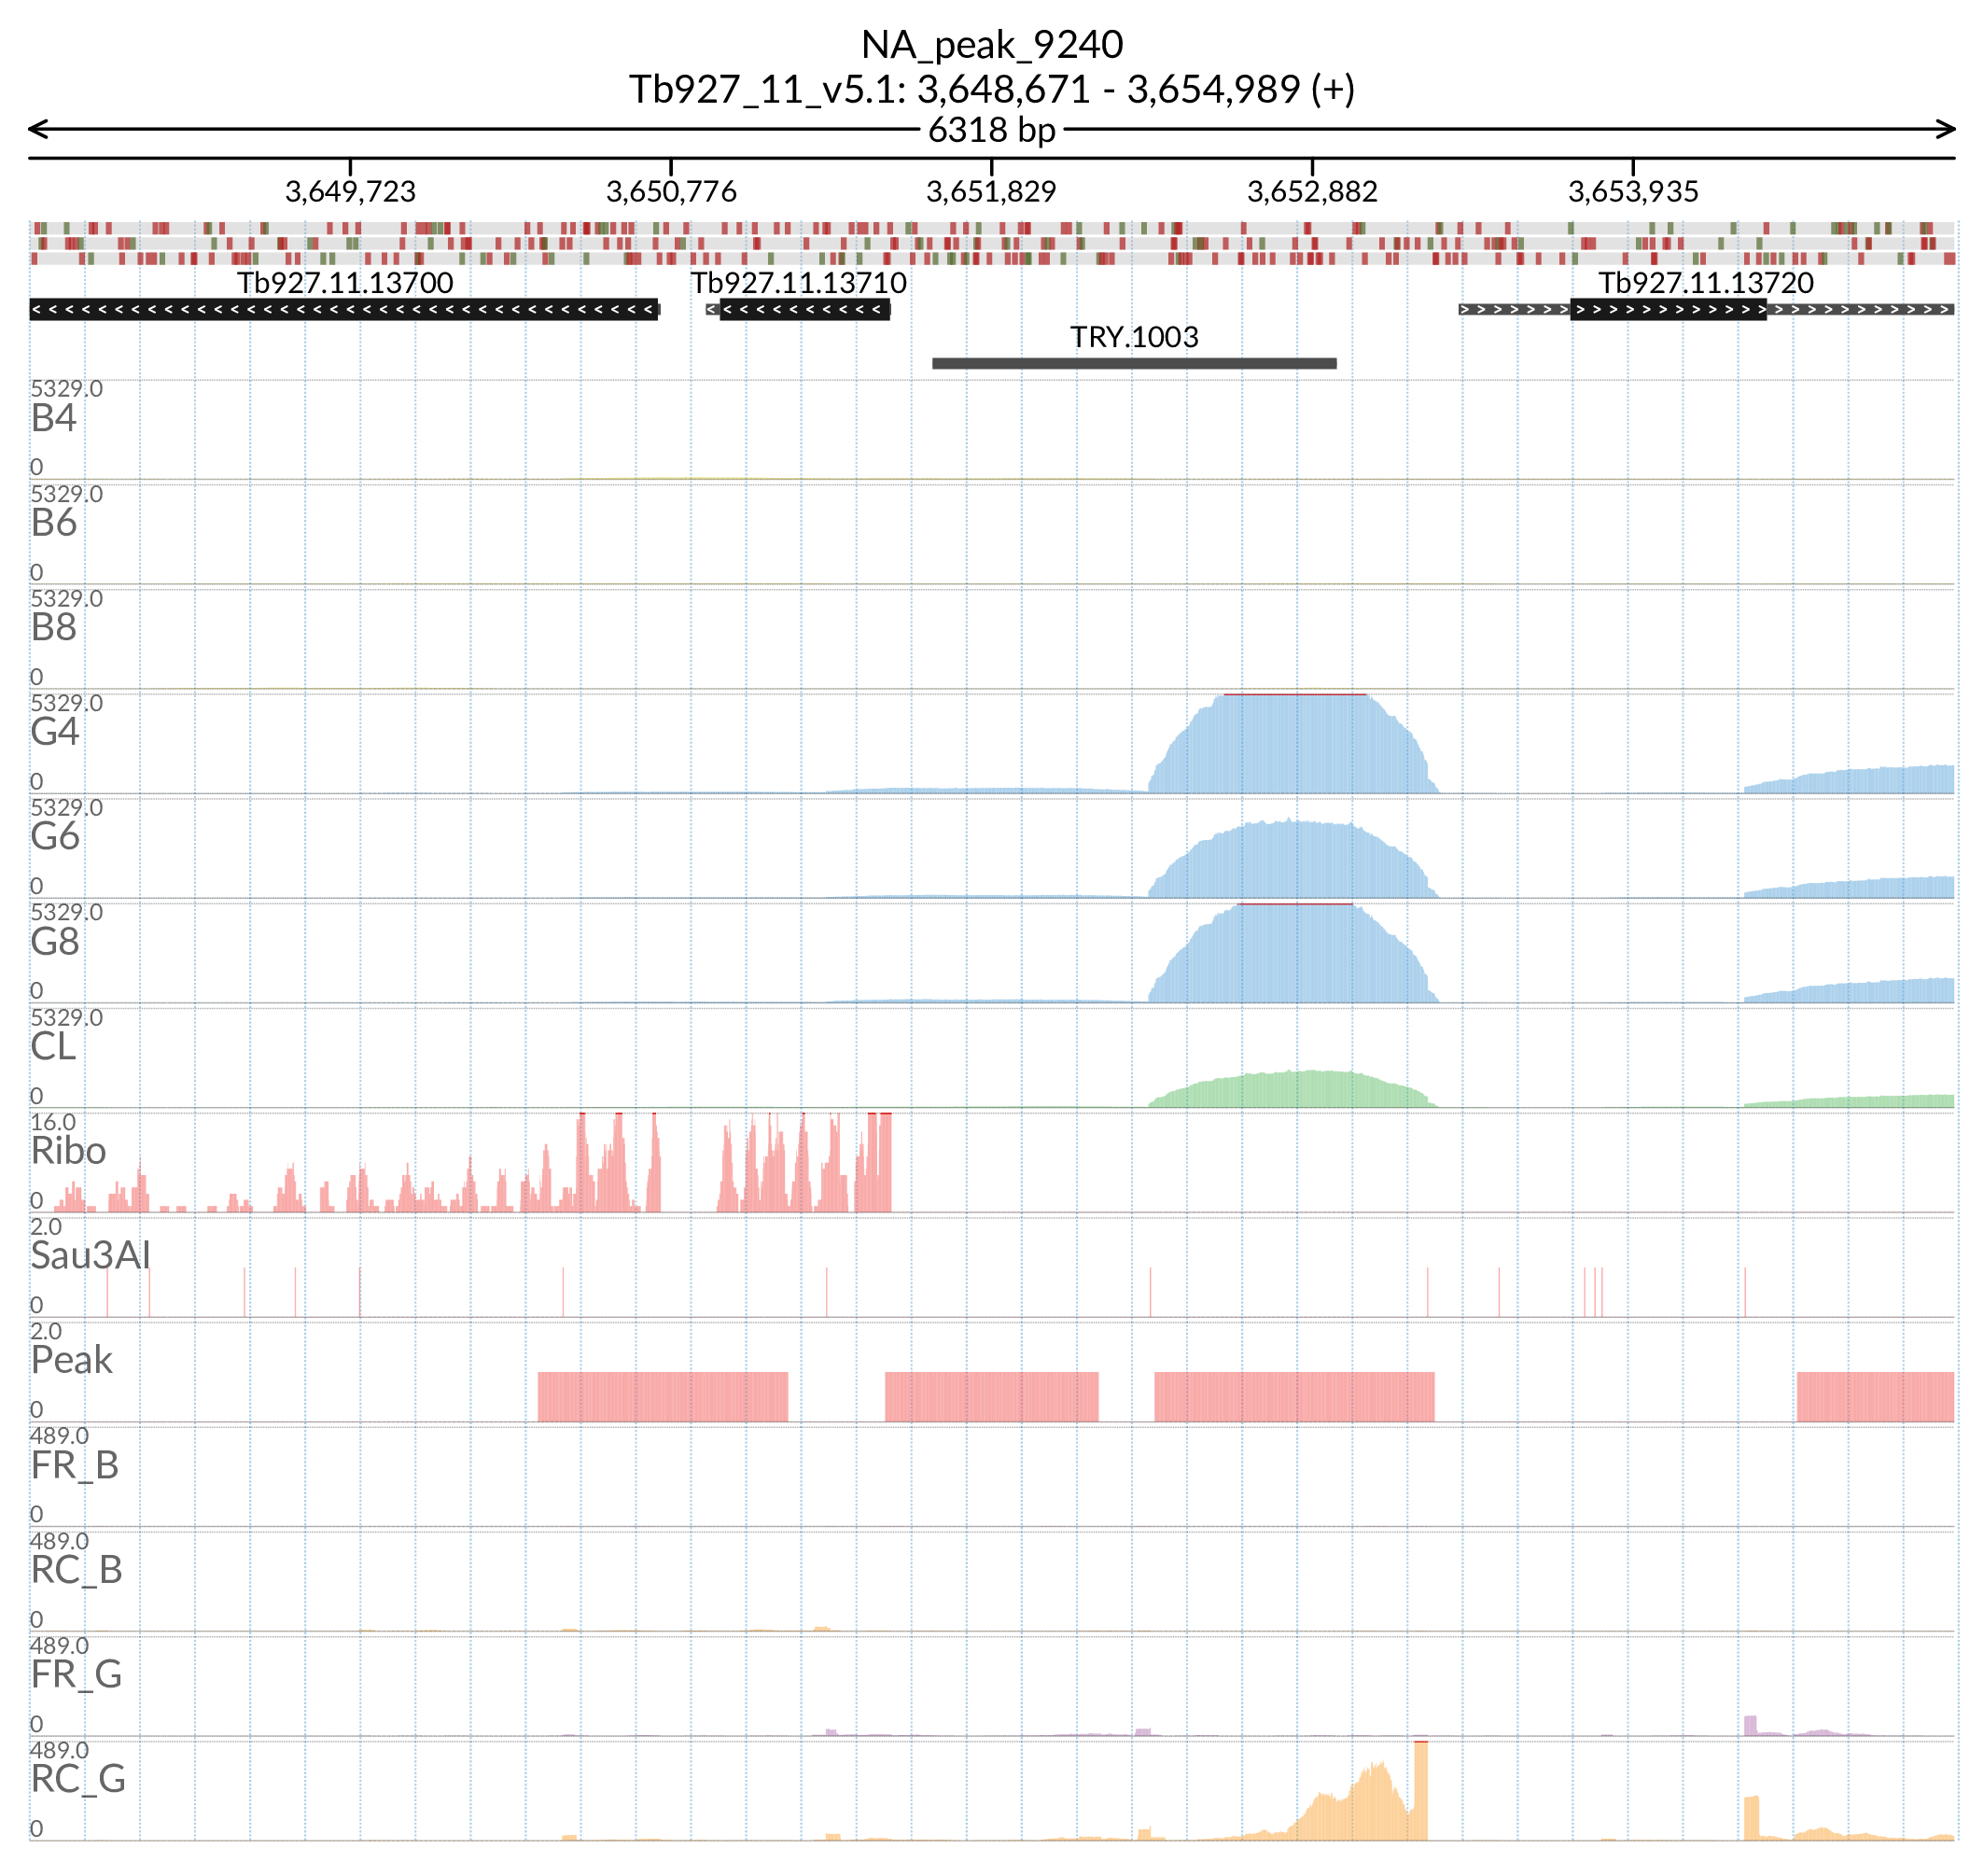 NA_peak_9240
Tb927_11_v5.1: 3,648,671 - 3,654,989 (+)
6318 bp
3,649,723 3,650,776 3,651,829 3,652,882 3,653,935
Tb927.11.13700 Tb927.11.13710 Tb927.11.13720
TRY.1003
5329.0
B4
0
5329.0
B6
0
5329.0
B8
0
5329.0
G4
0
5329.0
G6
0
5329.0
G8
0
5329.0
CL
0
16.0
Ribo
0
2.0
Sau3AI
0
2.0
Peak
0
489.0
FR_B
0
489.0
RC_B
0
489.0
FR_G
0
489.0
RC_G
0